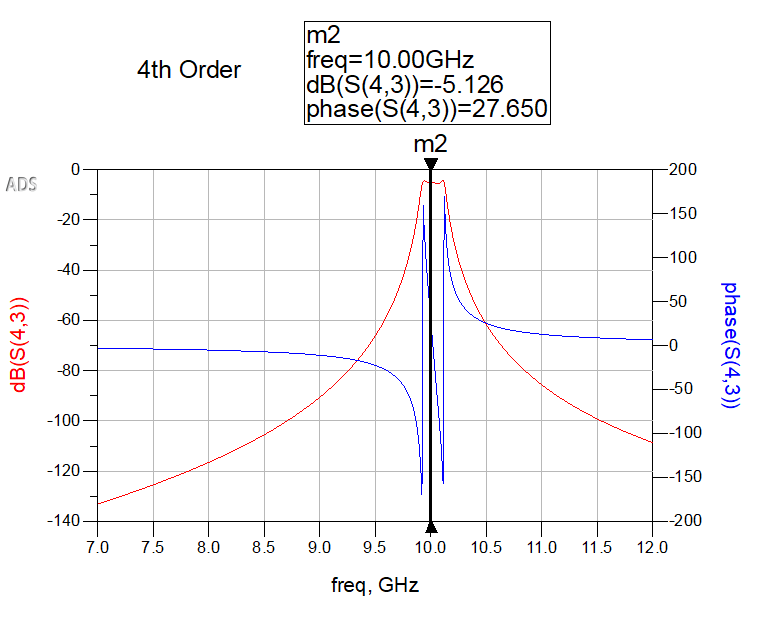 4th Order
m2
freq=10.00GHz
dB(S(4,3))=-5.126
phase(S(4,3))=27.650
m2
ADS
0
-20
-40
-60
-80
-100
-120
-140
dB(S(4,3))
200
150
100
50
0
-50
-100
-150
-200
phase(S(4,3))
7.0 7.5 8.0 8.5 9.0 9.5 10.0 10.5 11.0 11.5 12.0
freq, GHz